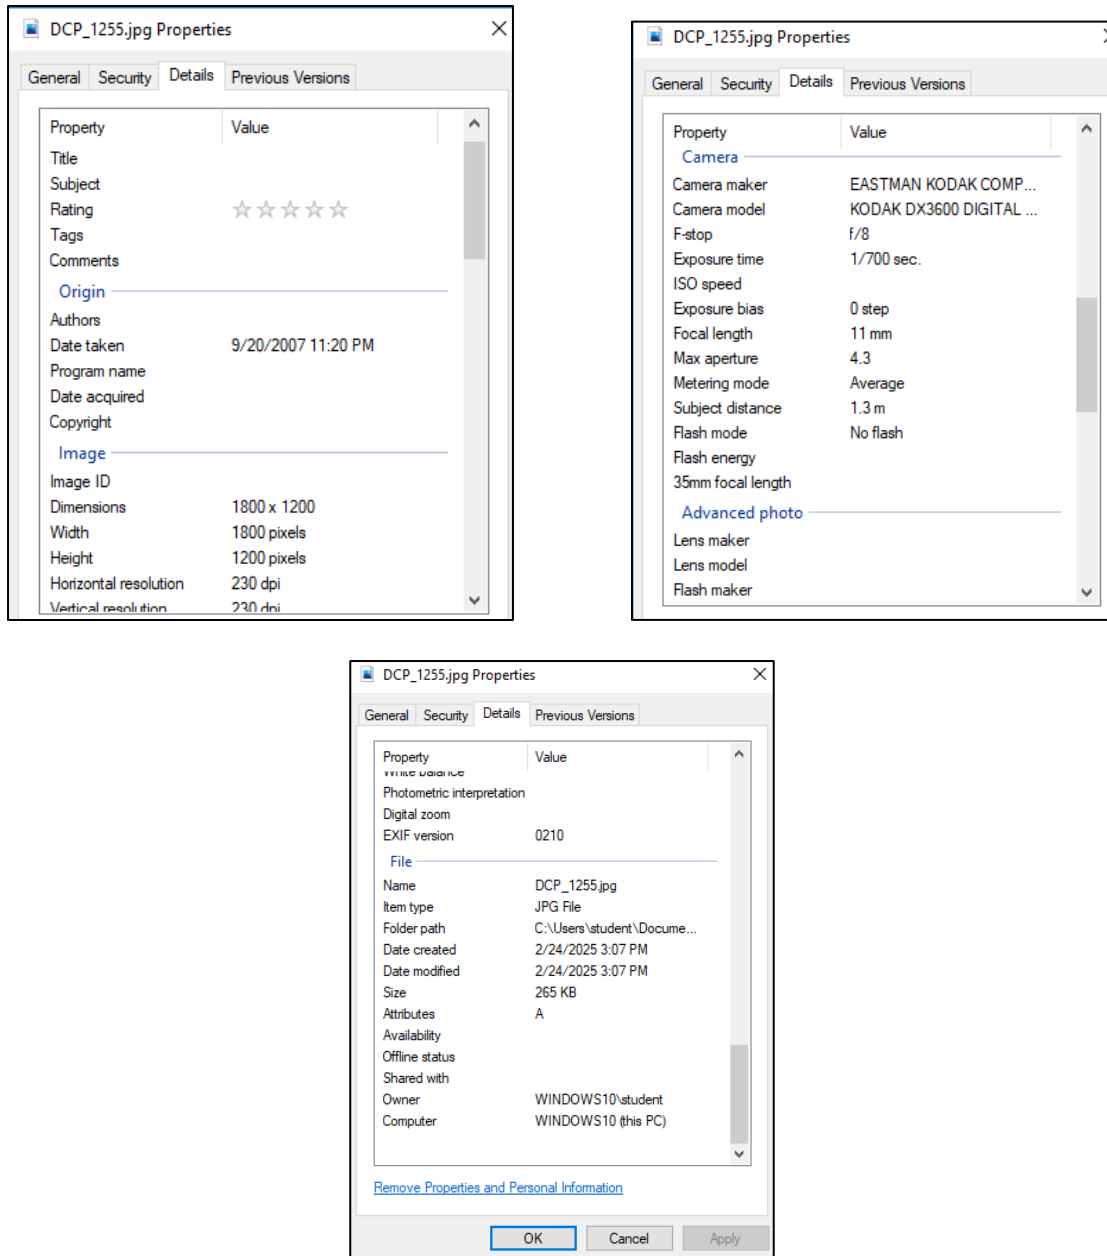 DCP_1255.jpg Properties
General Security Details Previous Versions
Property Value
Title
Subject
Rating
Tags
Comments
Origin
Authors
Date taken 9/20/2007 11:20 PM
Program name
Date acquired
Copyright
Image
Image ID
Dimensions 1800 x 1200
Width 1800 pixels
Height 1200 pixels
Horizontal resolution 230 dpi
Vertical resolution 230 dpi
DCP_1255.jpg Properties
General Security Details Previous Versions
Property Value
Camera
Camera maker EASTMAN KODAK COMP...
Camera model KODAK DX3600 DIGITAL ...
F-stop f/8
Exposure time 1/700 sec.
ISO speed
Exposure bias 0 step
Focal length 11 mm
Max aperture 4.3
Metering mode Average
Subject distance 1.3 m
Flash mode No flash
Flash energy
35mm focal length
Advanced photo
Lens maker
Lens model
Flash maker
DCP_1255.jpg Properties
General Security Details Previous Versions
Property Value
White balance
Photometric interpretation
Digital zoom
EXIF version 0210
File
Name DCP_1255.jpg
Item type JPG File
Folder path C:\Users\student\Docume...
Date created 2/24/2025 3:07 PM
Date modified 2/24/2025 3:07 PM
Size 265 KB
Attributes A
Availability
Offline status
Shared with
Owner WINDOWS10\student
Computer WINDOWS10 (this PC)
Remove Properties and Personal Information
OK Cancel Apply